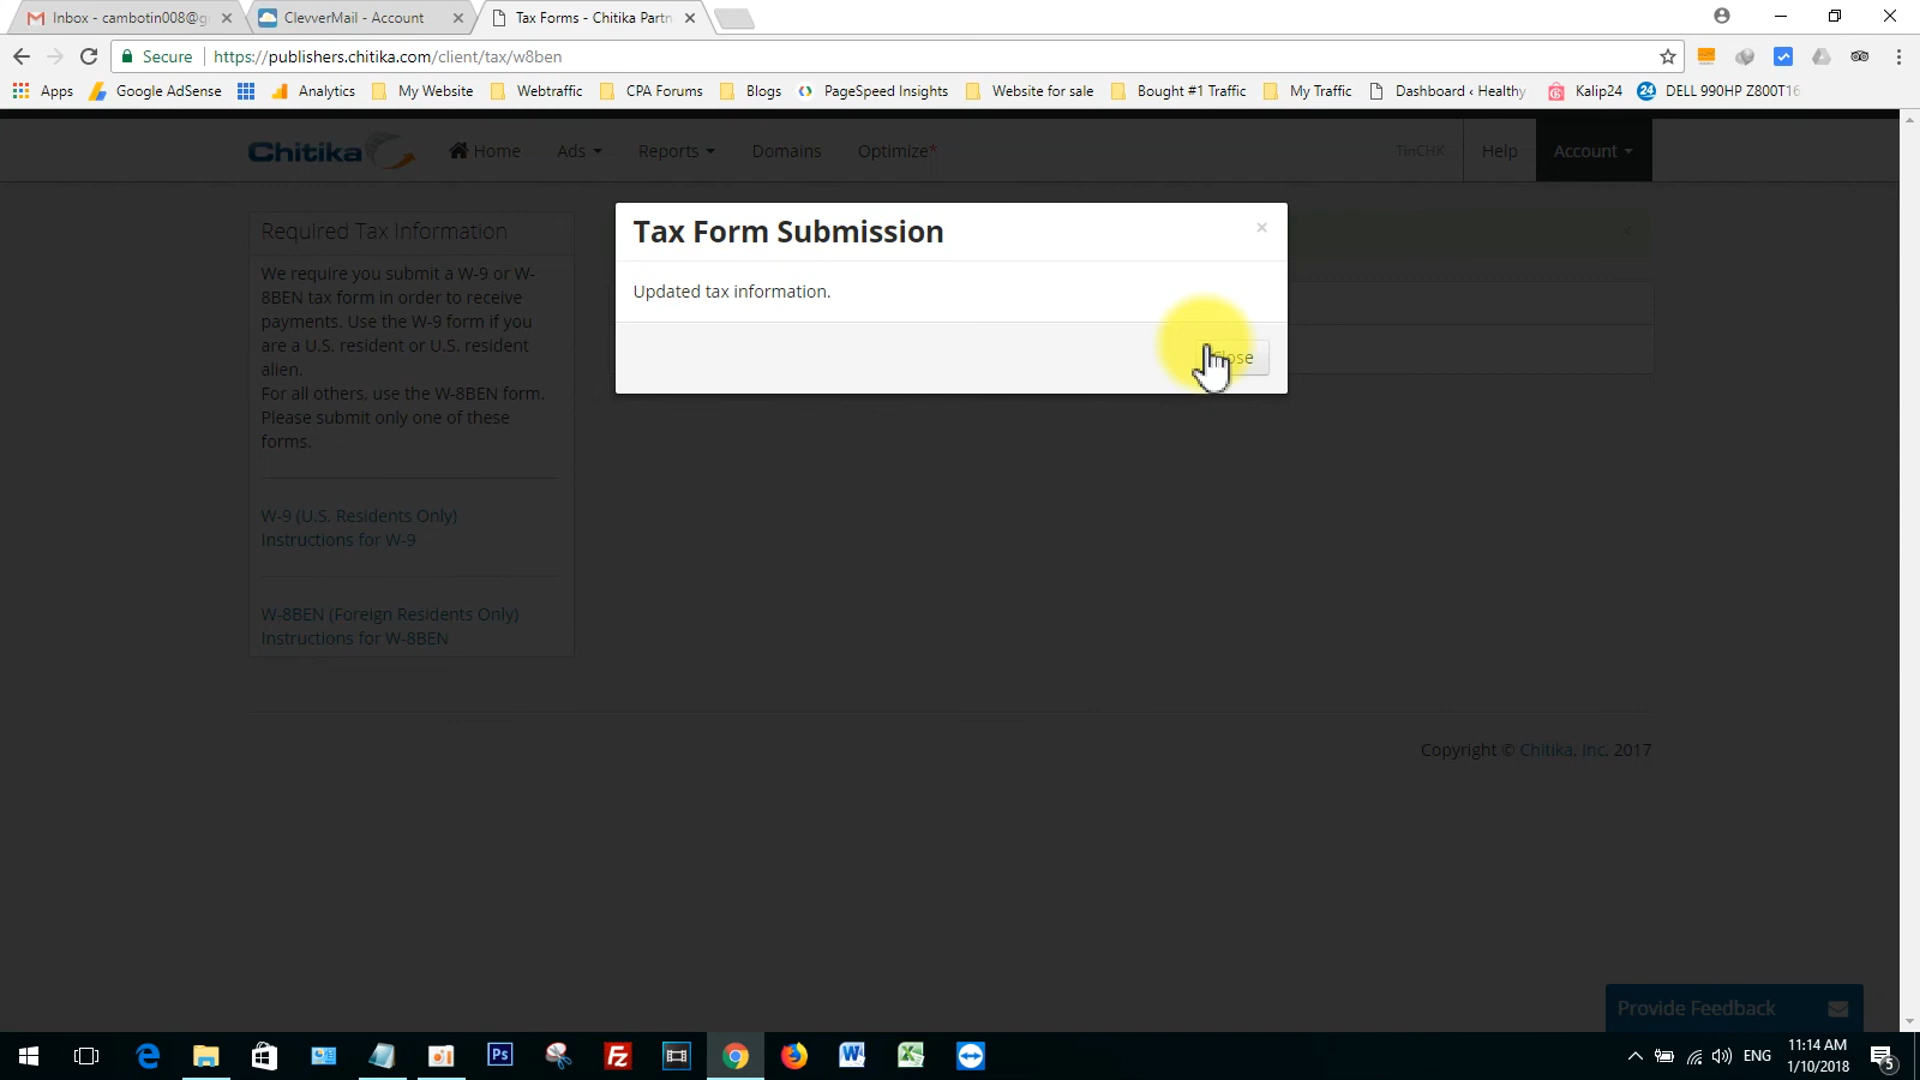 Inbox - cambotin008@g
ClevverMail - Account
Tax Forms - Chitika Partn
Secure
https://publishers.chitika.com/client/tax/w8ben
Apps
Google AdSense
Analytics
My Website
Webtraffic
CPA Forums
Blogs
PageSpeed Insights
Website for sale
Bought #1 Traffic
My Traffic
Dashboard ‹ Healthy
Kalip24
24
DELL 990HP Z800T16
Chitika
Home
Ads
Reports
Domains
Optimize*
TinCHK
Help
Account
Required Tax Information
We require you submit a W-9 or W-
8BEN tax form in order to receive
payments. Use the W-9 form if you
are a U.S. resident or U.S. resident
alien.
For all others, use the W-8BEN form.
Please submit only one of these
forms.
W-9 (U.S. Residents Only)
Instructions for W-9
W-8BEN (Foreign Residents Only)
Instructions for W-8BEN
Tax Form Submission
×
Updated tax information.
Close
Copyright © Chitika, Inc. 2017
Provide Feedback
Ps
Fz
ENG
11:14 AM
1/10/2018
5